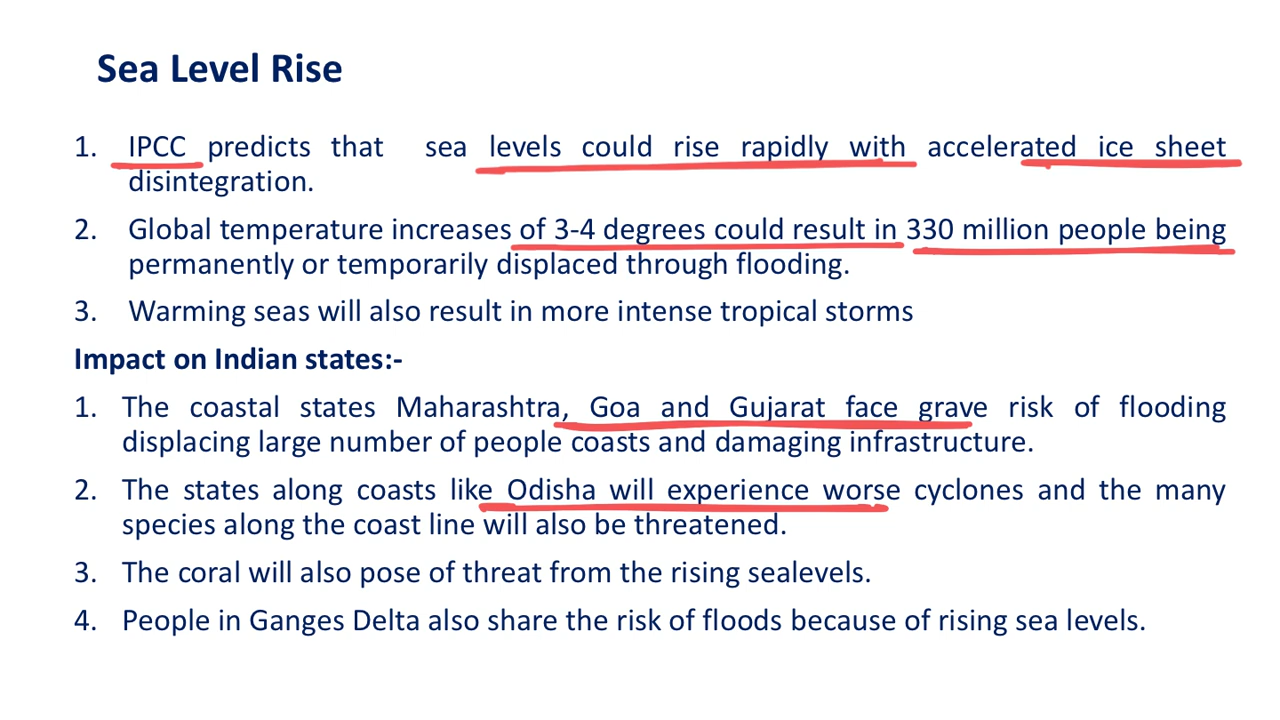 Sea Level Rise
1. IPCC predicts that sea levels could rise rapidly with accelerated ice sheet
disintegration.
2. Global temperature increases of 3-4 degrees could result in 330 million people being
permanently or temporarily displaced through flooding.
3. Warming seas will also result in more intense tropical storms
Impact on Indian states:-
1. The coastal states Maharashtra, Goa and Gujarat face grave risk of flooding
displacing large number of people coasts and damaging infrastructure.
2. The states along coasts like Odisha will experience worse cyclones and the many
species along the coast line will also be threatened.
3. The coral will also pose of threat from the rising sealevels.
4. People in Ganges Delta also share the risk of floods because of rising sea levels.